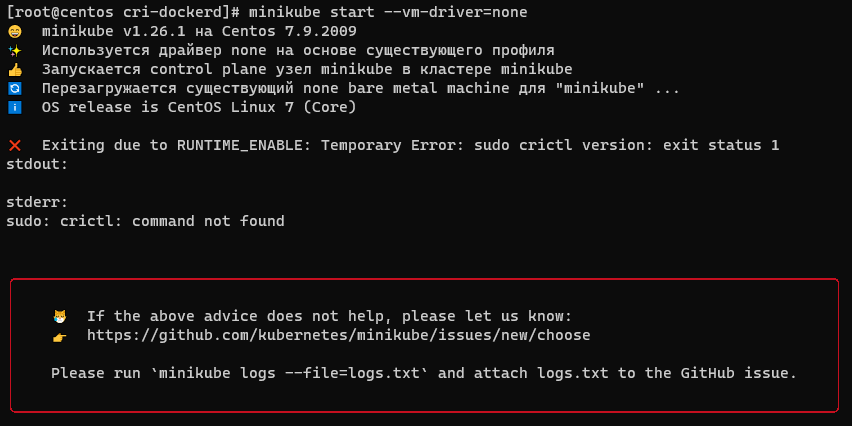 [root@centos cri-dockerd]# minikube start --vm-driver=none
😄 minikube v1.26.1 на Centos 7.9.2009
✨ Используется драйвер none на основе существующего профиля
👍 Запускается control plane узел minikube в кластере minikube
🔄 Перезагружается существующий none bare metal machine для "minikube" ...
ℹ️ OS release is CentOS Linux 7 (Core)
❌ Exiting due to RUNTIME_ENABLE: Temporary Error: sudo crictl version: exit status 1
stdout:
stderr:
sudo: crictl: command not found
😿 If the above advice does not help, please let us know:
👉 https://github.com/kubernetes/minikube/issues/new/choose
Please run `minikube logs --file=logs.txt` and attach logs.txt to the GitHub issue.